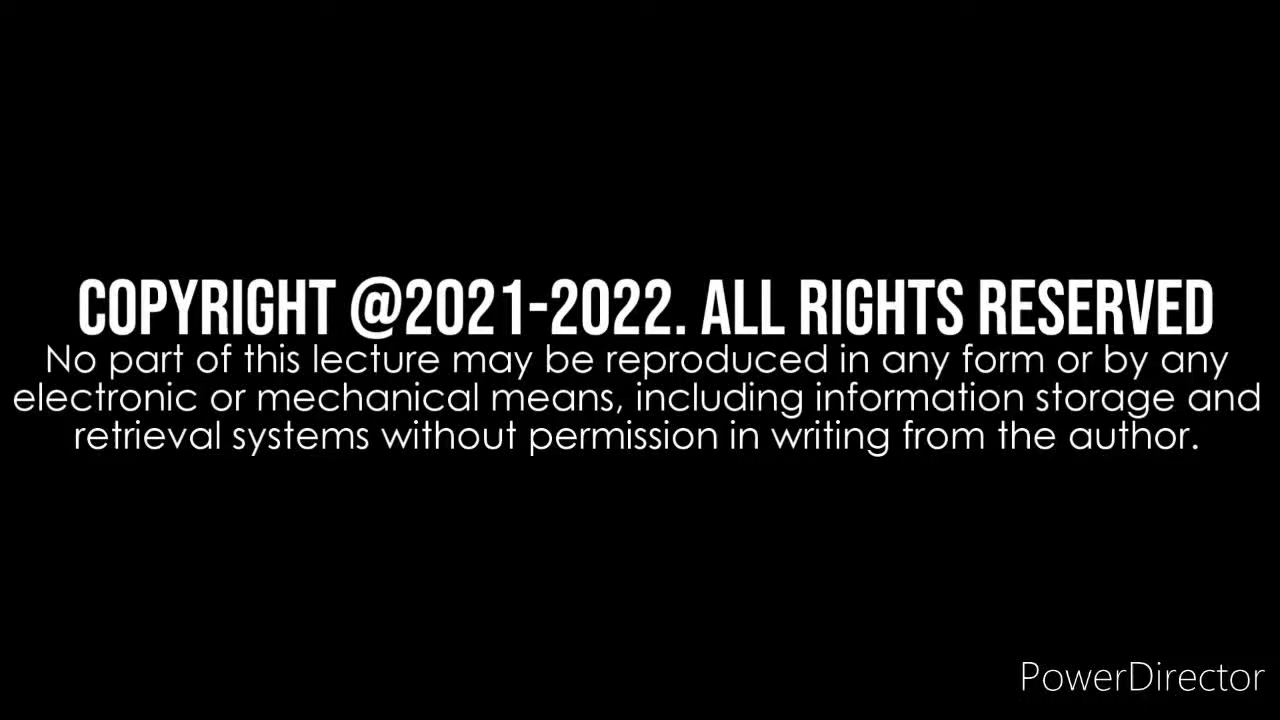 COPYRIGHT @2021-2022. ALL RIGHTS RESERVED
No part of this lecture may be reproduced in any form or by any
electronic or mechanical means, including information storage and
retrieval systems without permission in writing from the author.
PowerDirector